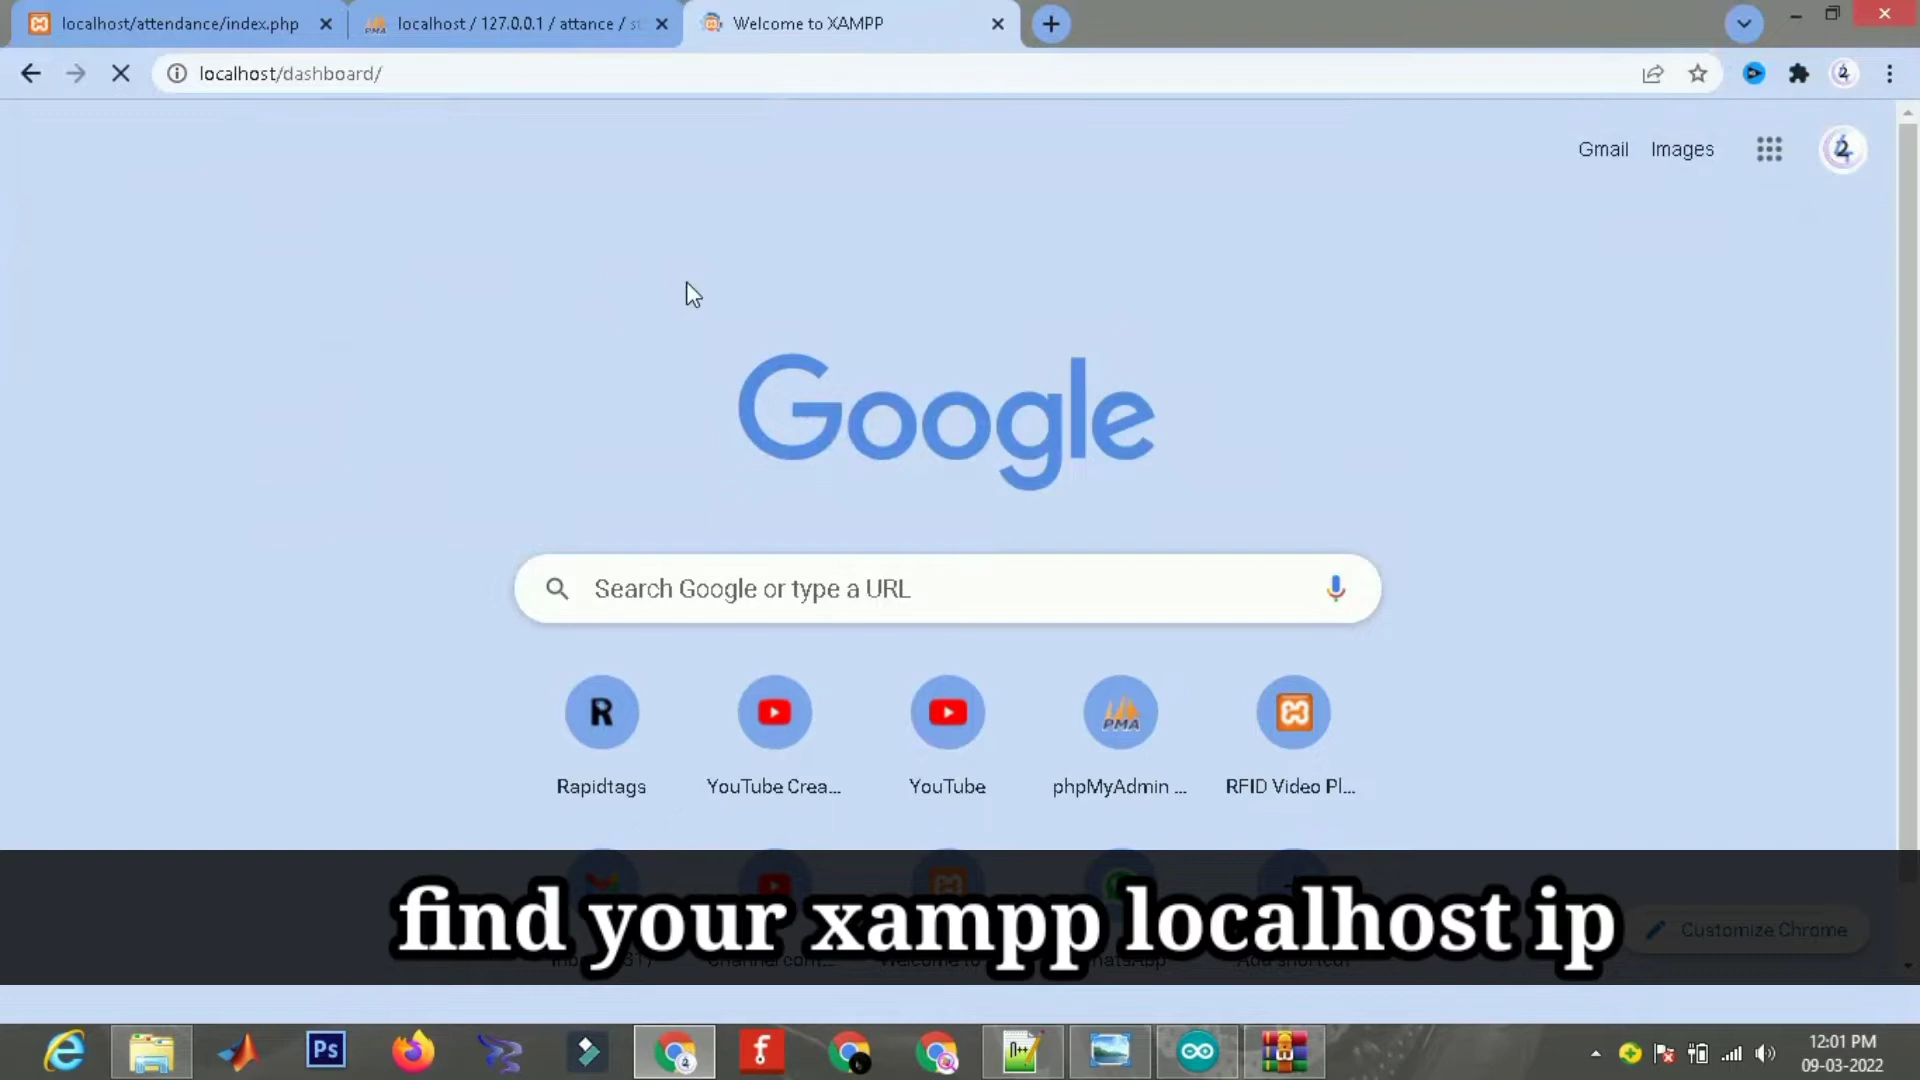 localhost/attendance/index.php
localhost / 127.0.0.1 / attance / s
Welcome to XAMPP
localhost/dashboard/
Gmail
Images
Google
Search Google or type a URL
R
PMA
Rapidtags
YouTube Crea...
YouTube
phpMyAdmin ...
RFID Video Pl...
find your xampp localhost ip
Customize Chrome
Ps
12:01 PM
09-03-2022